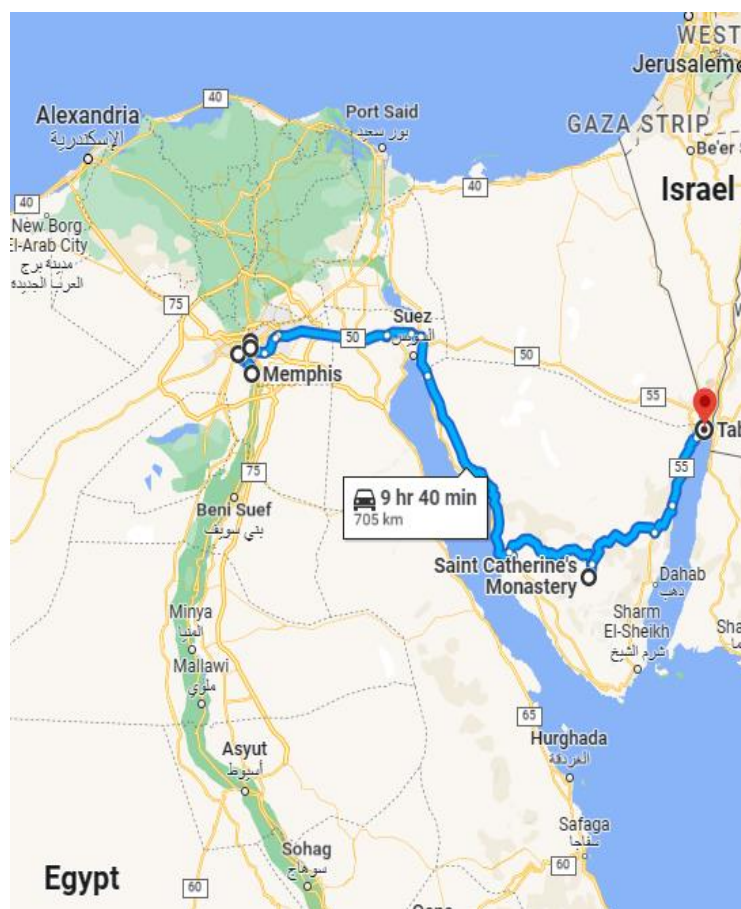 WEST
Jerusalem
40
Alexandria
الإسكندرية
Port Said
بور سعيد
GAZA STRIP
Be'er S
40
40
Israel
New Borg
El-Arab City
مدينة برج
العرب الجديدة
75
Suez
السويس
50
50
Memphis
55
Tab
75
55
9 hr 40 min
705 km
Beni Suef
بني سويف
Saint Catherine's
Monastery
Dahab
دهب
Minya
المنيا
Sharm
El-Sheikh
شرم الشيخ
Sha
ما
Mallawi
ملوي
65
Hurghada
الغردقة
Asyut
أسيوط
Safaga
سفاجا
Sohag
سوهاج
60
Egypt
60